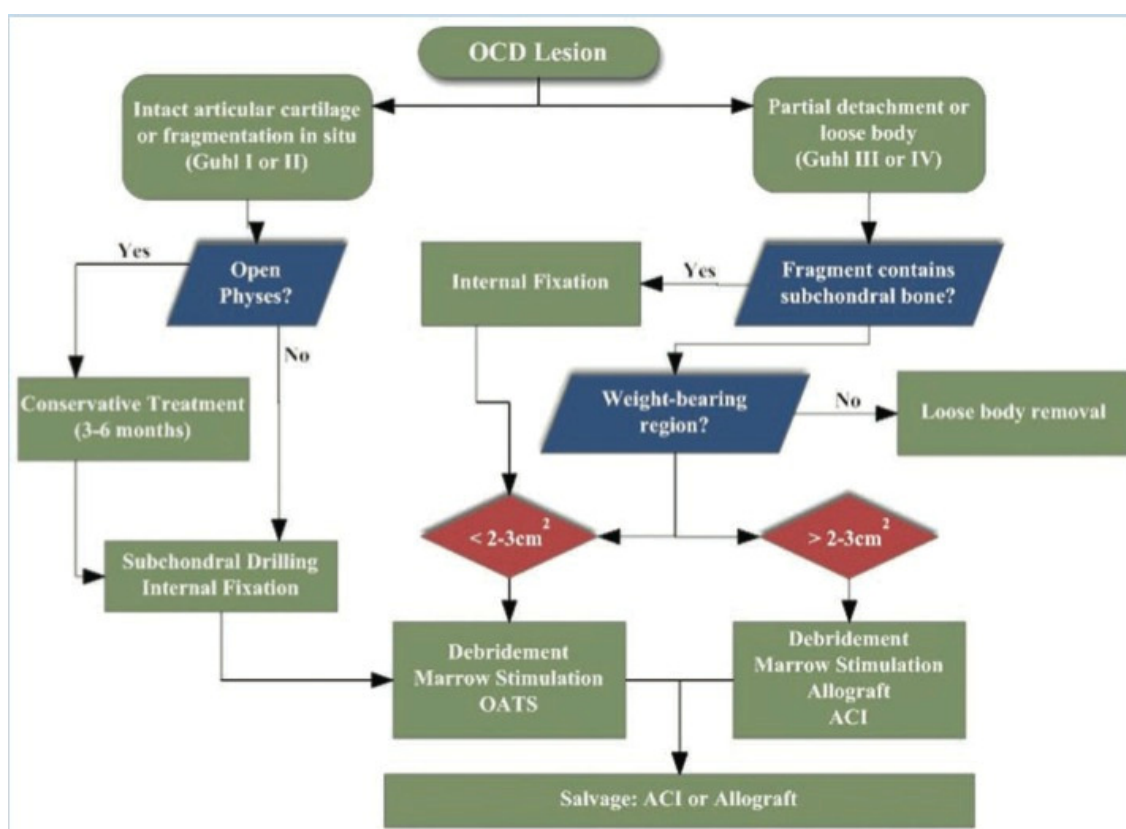 OCD Lesion
Intact articular cartilage
or fragmentation in situ
(Guhl I or II)
Partial detachment or
loose body
(Guhl III or IV)
Yes
Open
Physes?
No
Internal Fixation
Yes
Fragment contains
subchondral bone?
Conservative Treatment
(3-6 months)
Weight-bearing
region?
No
Loose body removal
< 2-3cm²
> 2-3cm²
Subchondral Drilling
Internal Fixation
Debridement
Marrow Stimulation
OATS
Debridement
Marrow Stimulation
Allograft
ACI
Salvage: ACI or Allograft